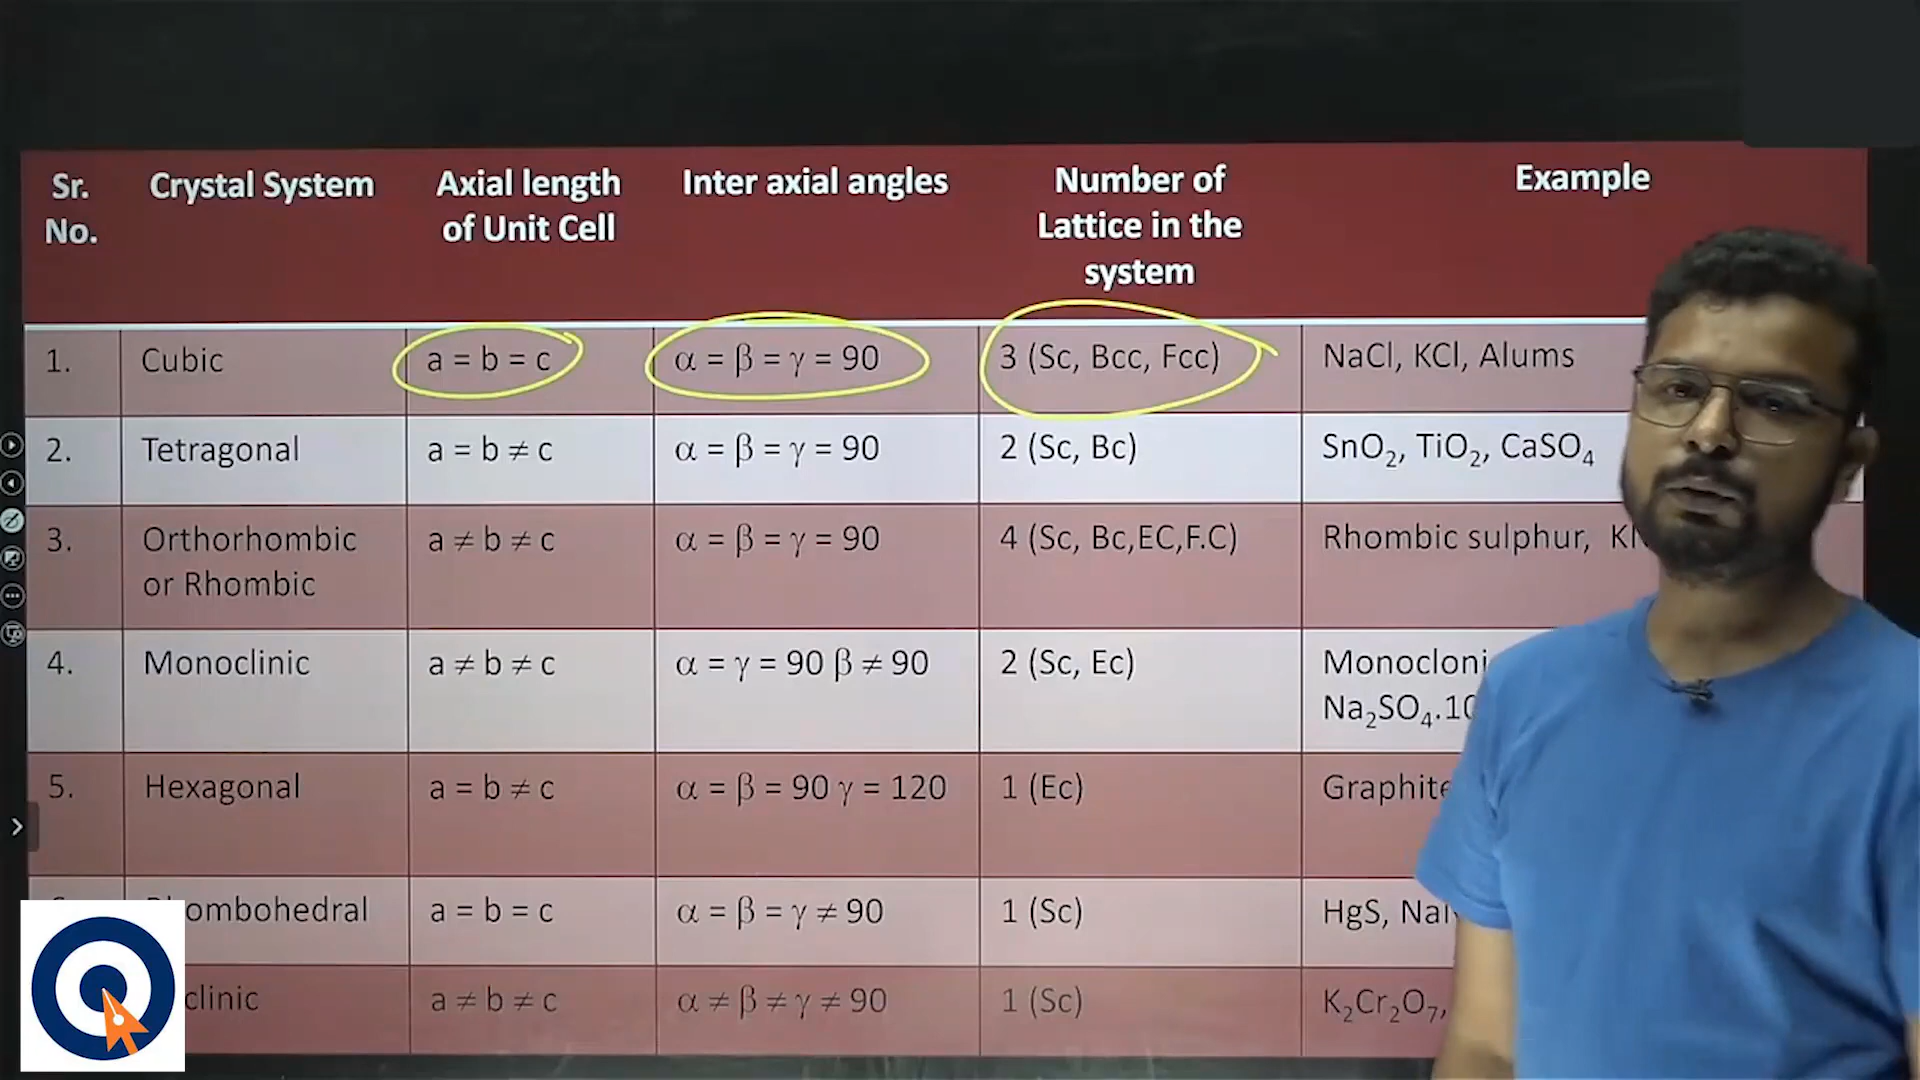 Sr. No.
Crystal System
Axial length of Unit Cell
Inter axial angles
Number of Lattice in the system
Example
1. Cubic a = b = c α = β = γ = 90 3 (Sc, Bcc, Fcc) NaCl, KCl, Alums
2. Tetragonal a = b ≠ c α = β = γ = 90 2 (Sc, Bc) SnO₂, TiO₂, CaSO₄
3. Orthorhombic or Rhombic a ≠ b ≠ c α = β = γ = 90 4 (Sc, Bc,EC,F.C) Rhombic sulphur,
4. Monoclinic a ≠ b ≠ c α = γ = 90 β ≠ 90 2 (Sc, Ec) Na₂SO₄.10
5. Hexagonal a = b ≠ c α = β = 90 γ = 120 1 (Ec) Graphite
ombohedral a = b = c α = β = γ ≠ 90 1 (Sc) HgS,
clinic a ≠ b ≠ c α ≠ β ≠ γ ≠ 90 1 (Sc) K₂Cr₂O₇,